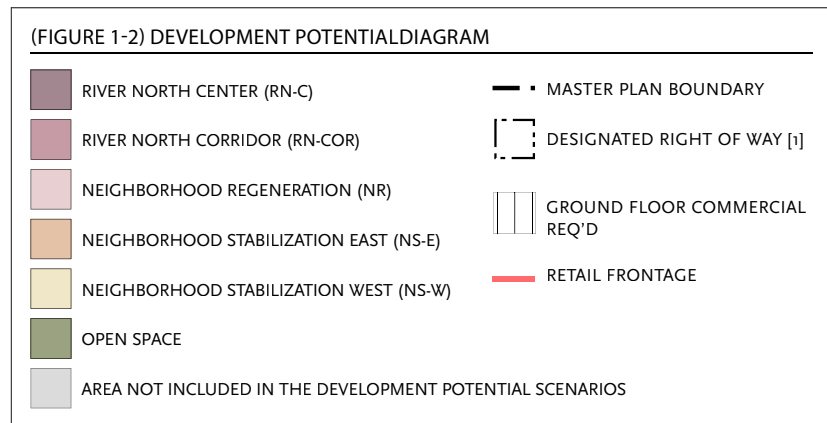 (FIGURE 1-2) DEVELOPMENT POTENTIALDIAGRAM
RIVER NORTH CENTER (RN-C)
RIVER NORTH CORRIDOR (RN-COR)
NEIGHBORHOOD REGENERATION (NR)
NEIGHBORHOOD STABILIZATION EAST (NS-E)
NEIGHBORHOOD STABILIZATION WEST (NS-W)
OPEN SPACE
AREA NOT INCLUDED IN THE DEVELOPMENT POTENTIAL SCENARIOS
MASTER PLAN BOUNDARY
DESIGNATED RIGHT OF WAY [1]
GROUND FLOOR COMMERCIAL
REQ'D
RETAIL FRONTAGE